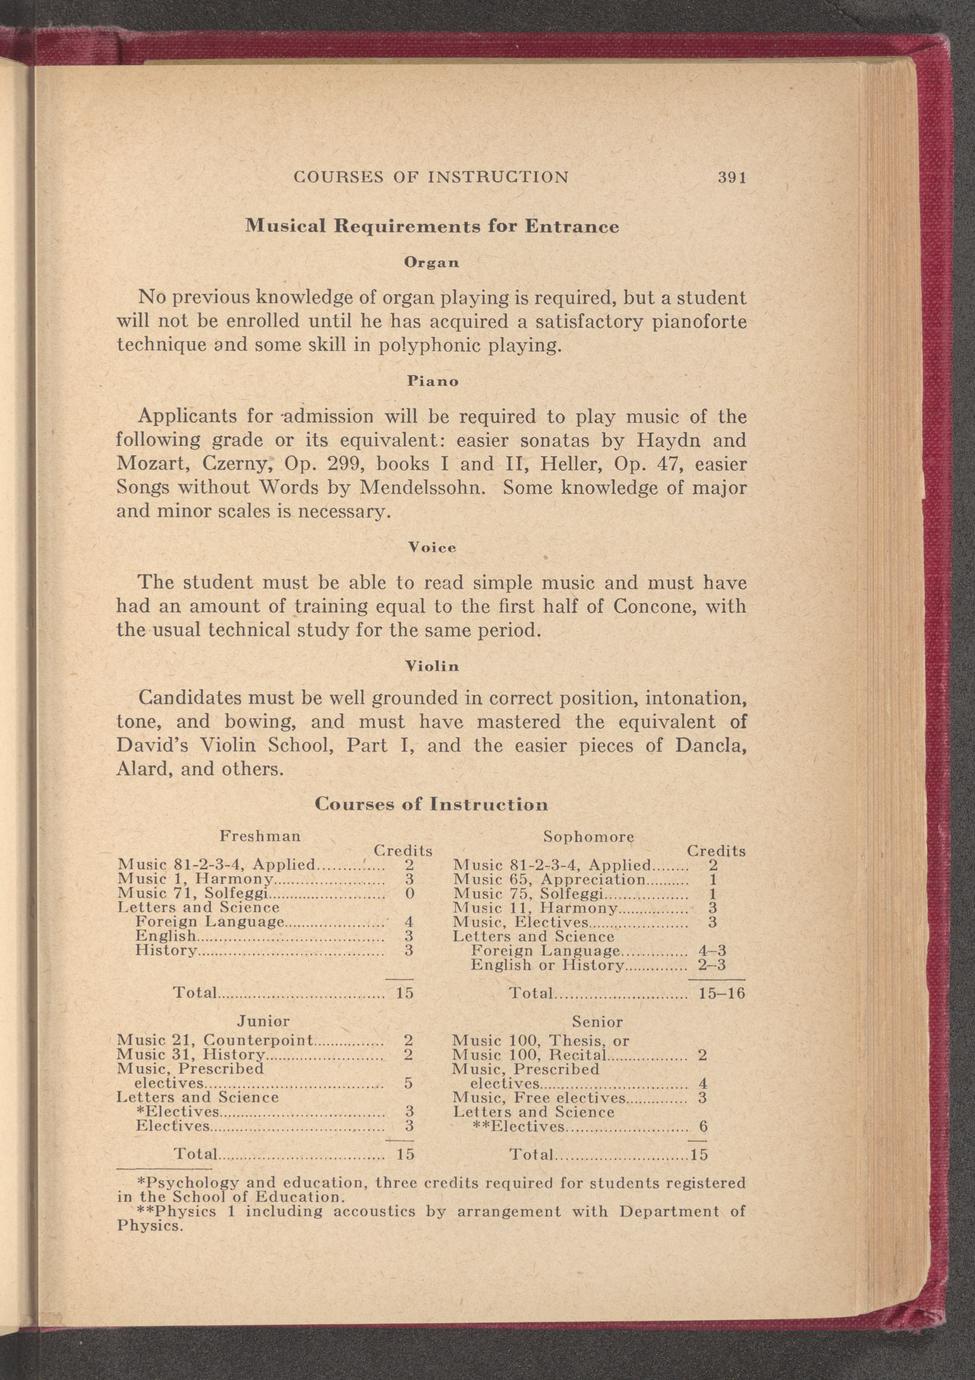 COURSES OF INSTRUCTION 391
Musical Requirements for Entrance
Organ
No previous knowledge of organ playing is required, but a student
will not be enrolled until he has acquired a satisfactory pianoforte
technique and some skill in polyphonic playing.
Piano
Applicants for admission will be required to play music of the
following grade or its equivalent: easier sonatas by Haydn and
Mozart, Czerny, Op. 299, books I and II, Heller, Op. 47, easier
Songs without Words by Mendelssohn. Some knowledge of major
and minor scales is necessary.
Voice
The student must be able to read simple music and must have
had an amount of training equal to the first half of Concone, with
the usual technical study for the same period.
Violin
Candidates must be well grounded in correct position, intonation,
tone, and bowing, and must have mastered the equivalent of
David's Violin School, Part I, and the easier pieces of Dancla,
Alard, and others.
Courses of Instruction
Freshman
Credits
Music 81-2-3-4, Applied............ 2
Music 1, Harmony...................... 3
Music 71, Solfeggi....................... 0
Letters and Science
Foreign Language.................... 4
English..................................... 3
History..................................... 3
Total................................. 15
Sophomore
Credits
Music 81-2-3-4, Applied........ 2
Music 65, Appreciation.......... 1
Music 75, Solfeggi................. 1
Music 11, Harmony.............. 3
Music, Electives.................... 3
Letters and Science
Foreign Language............. 4–3
English or History............. 2–3
Total........................... 15–16
Junior
Music 21, Counterpoint............... 2
Music 31, History........................ 2
Music, Prescribed
electives.................................... 5
Letters and Science
*Electives.................................. 3
Electives................................... 3
Total................................. 15
Senior
Music 100, Thesis, or
Music 100, Recital................. 2
Music, Prescribed
electives.............................. 4
Music, Free electives............. 3
Letters and Science
**Electives......................... 6
Total...........................15
*Psychology and education, three credits required for students registered
in the School of Education.
**Physics 1 including accoustics by arrangement with Department of
Physics.